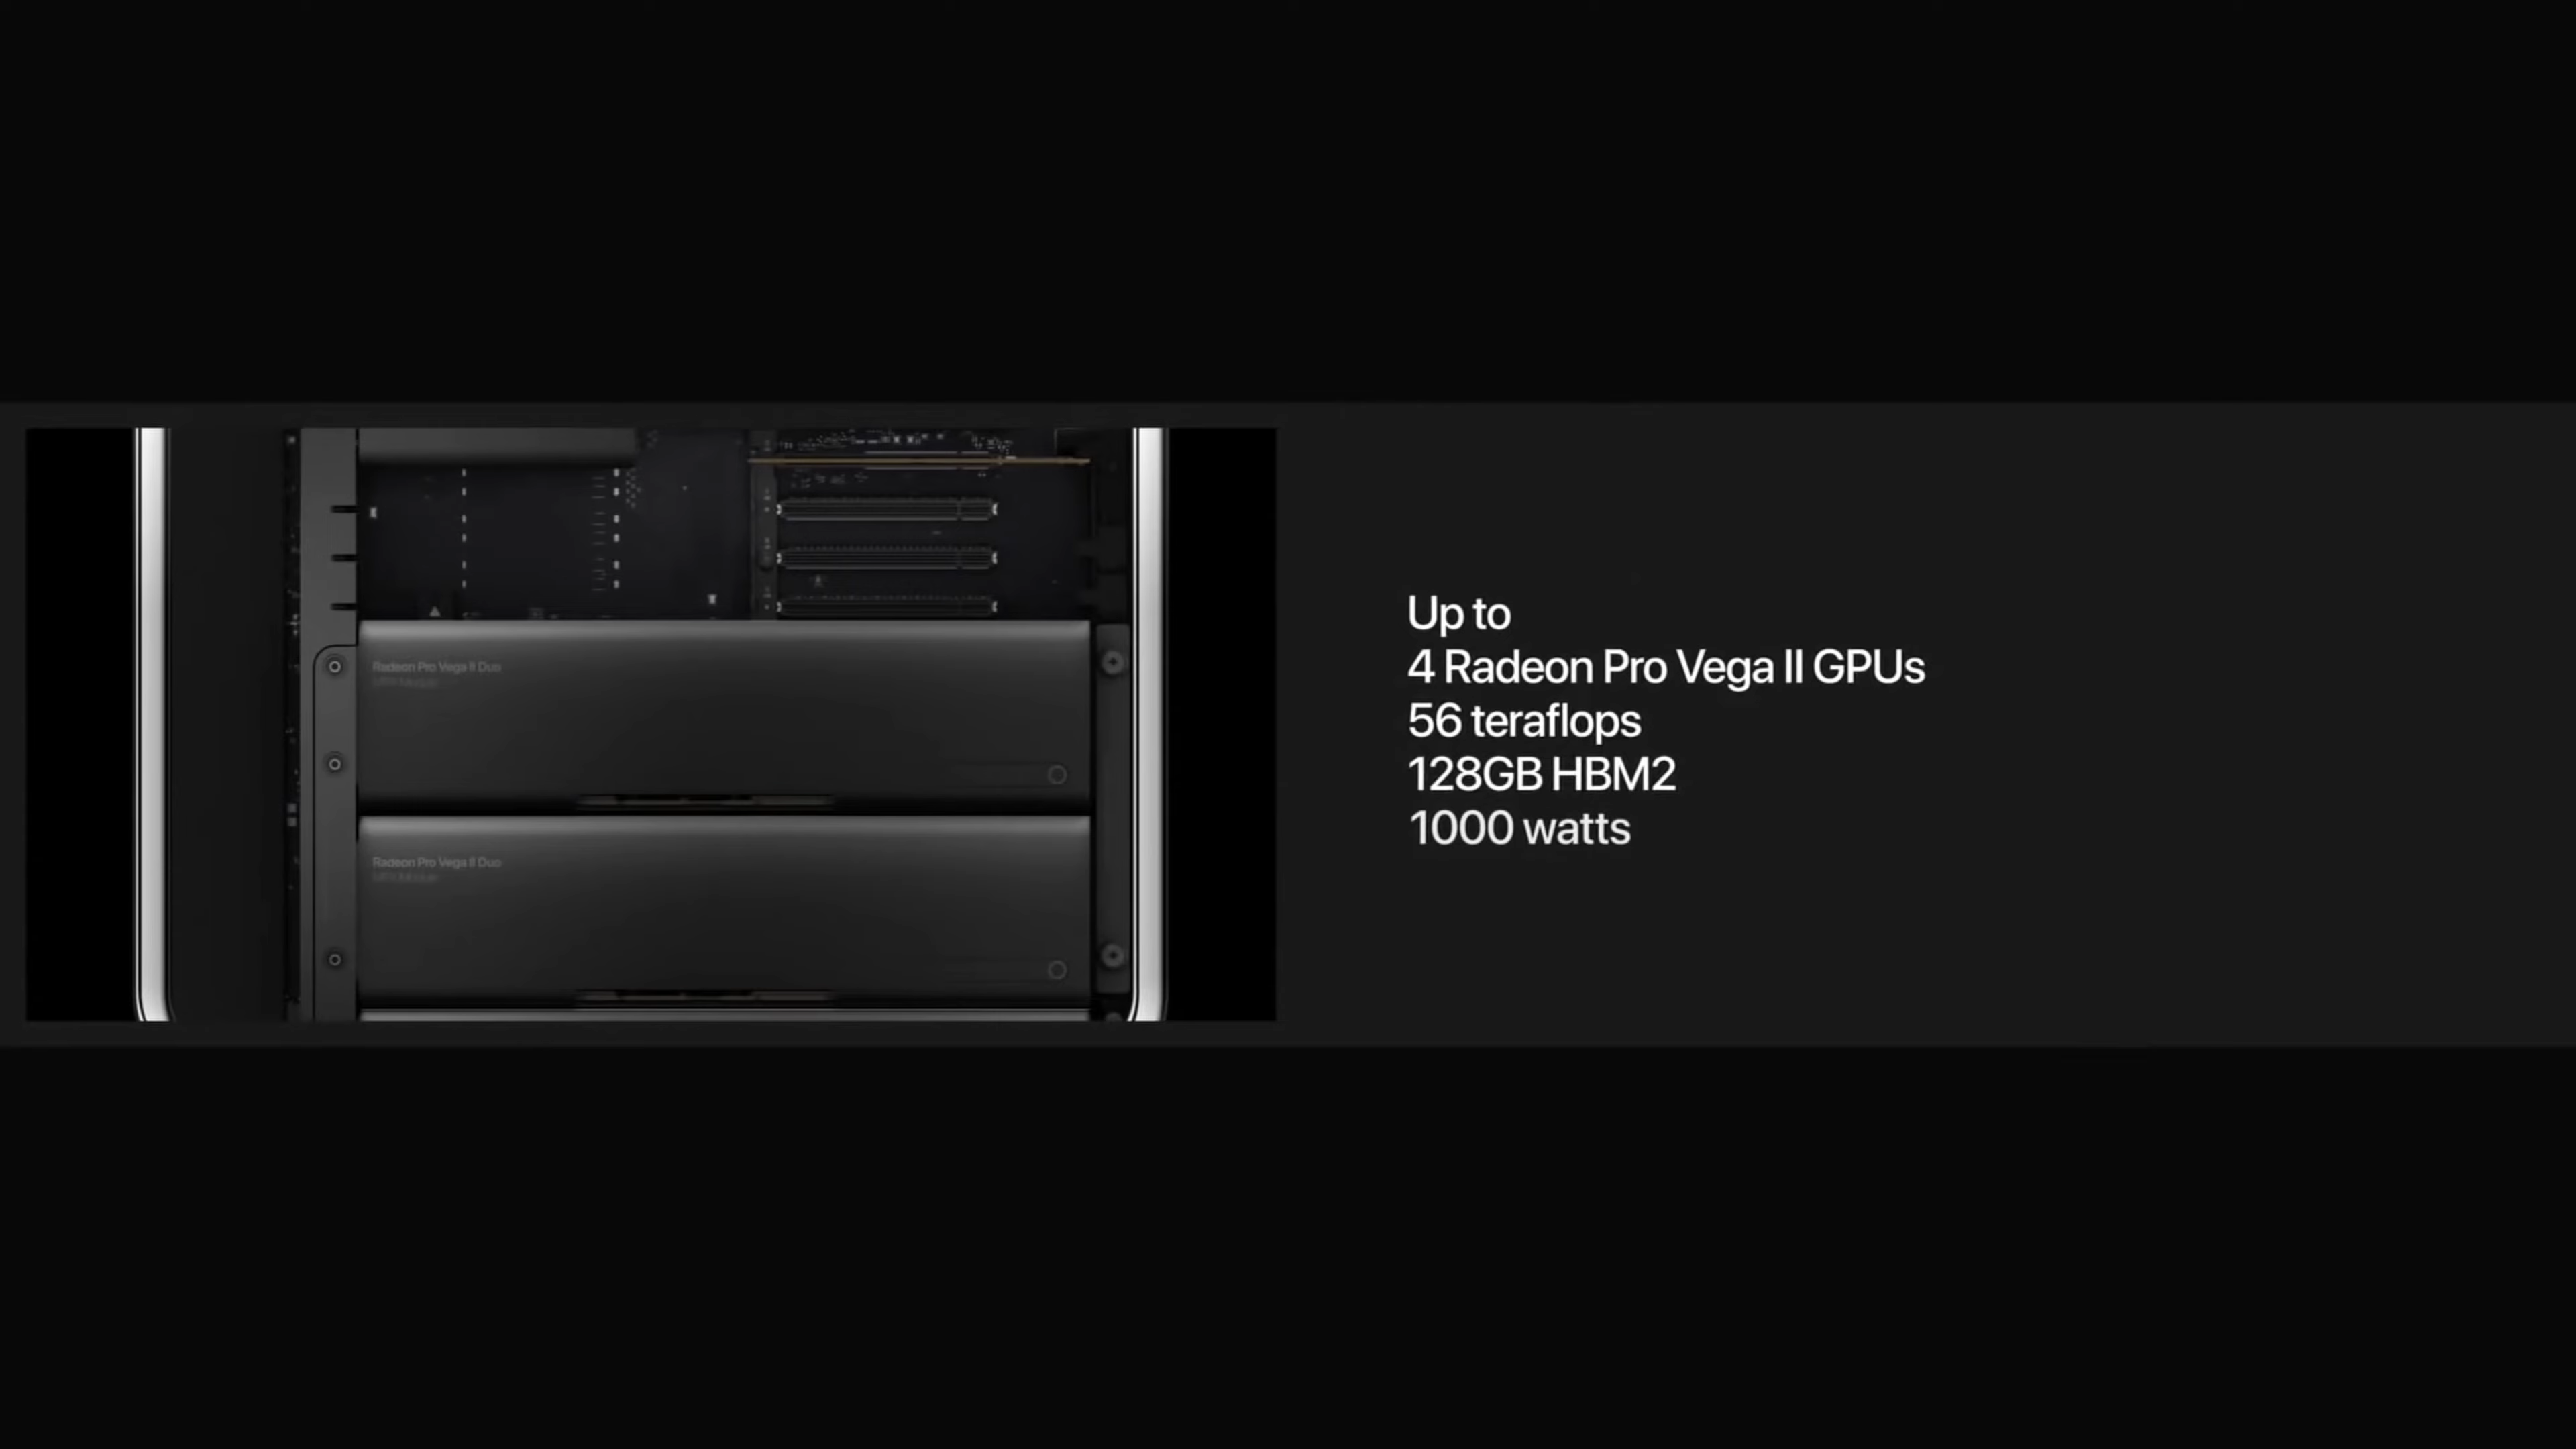 Radeon Pro Vega II Duo
Radeon Pro Vega II Duo
Up to
4 Radeon Pro Vega II GPUs
56 teraflops
128GB HBM2
1000 watts